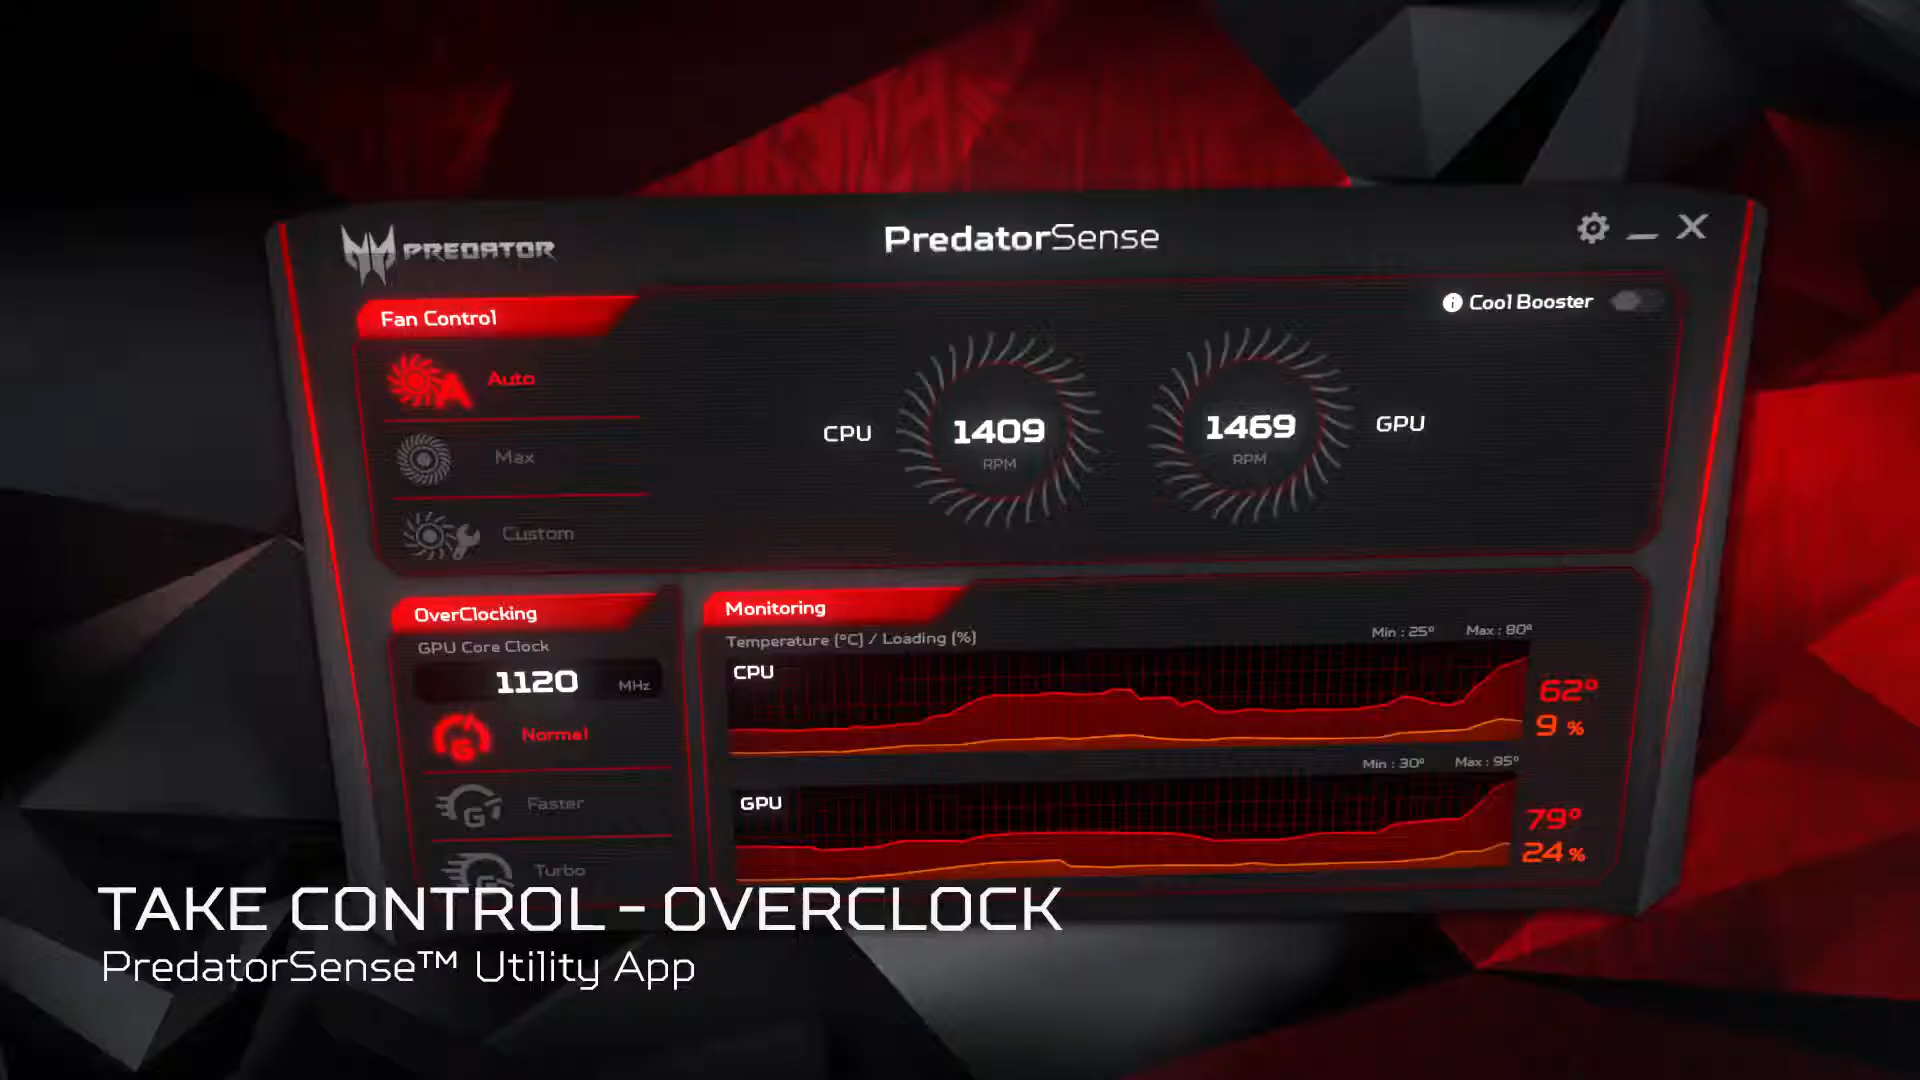 PREDATOR
PredatorSense
Cool Booster
Fan Control
Auto
Max
Custom
CPU
1409
RPM
1469
RPM
GPU
OverClocking
GPU Core Clock
1120 MHz
Normal
Faster
Turbo
Monitoring
Temperature (°C) / Loading (%)
Min : 25° Max : 80°
CPU
62°
9 %
Min : 30° Max : 95°
GPU
79°
24 %
TAKE CONTROL - OVERCLOCK
PredatorSense™ Utility App